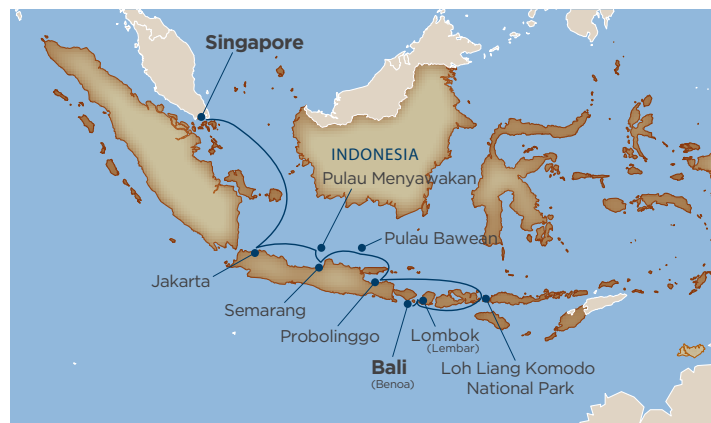 Singapore
INDONESIA
Pulau Menyawakan
Pulau Bawean
Jakarta
Semarang
Probolinggo
Lombok
(Lembar)
Bali
(Benoa)
Loh Liang Komodo
National Park